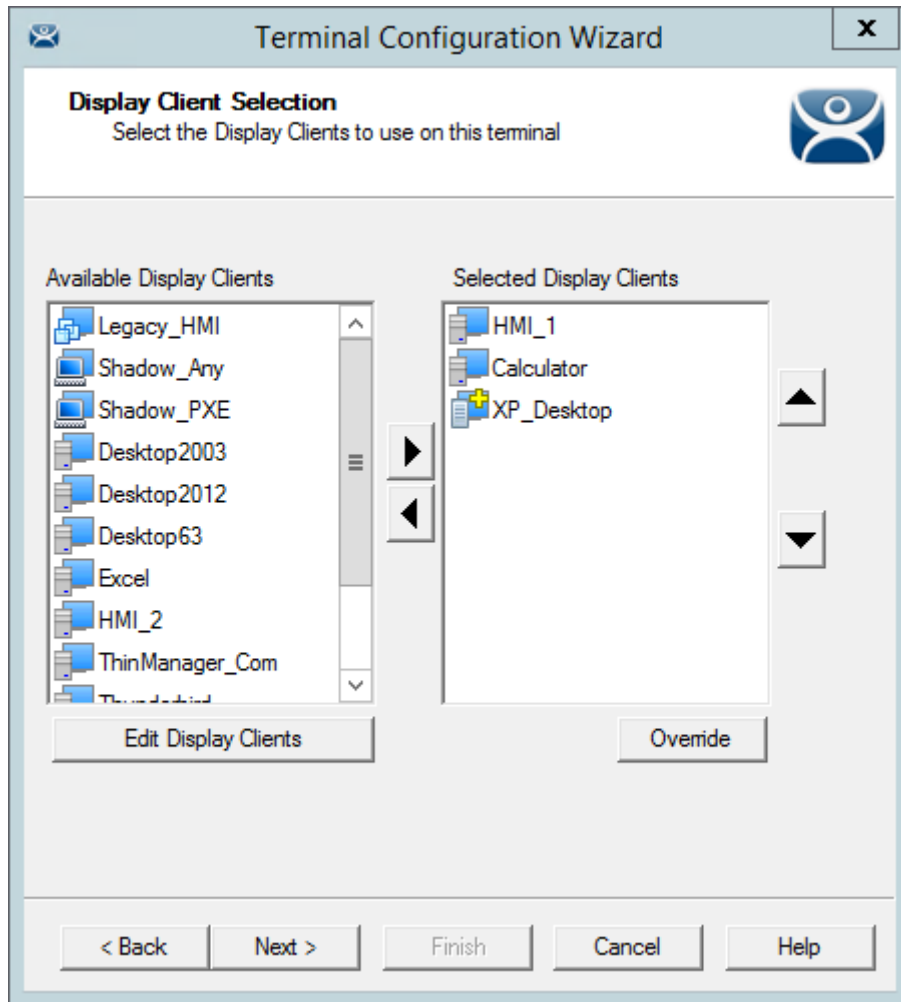 Terminal Configuration Wizard
x
Display Client Selection
Select the Display Clients to use on this terminal
Available Display Clients
Selected Display Clients
Legacy_HMI
Shadow_Any
Shadow_PXE
Desktop2003
Desktop2012
Desktop63
Excel
HMI_2
ThinManager_Com
HMI_1
Calculator
XP_Desktop
Edit Display Clients
Override
< Back
Next >
Finish
Cancel
Help